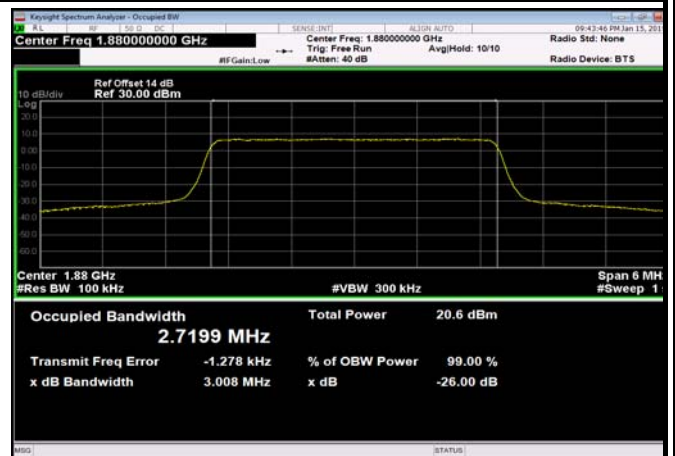 Keysight Spectrum Analyzer - Occupied BW
RL RF 50 Ω DC SENSE:INT ALIGN AUTO 09:43:46 PM Jan 15, 201
Center Freq 1.880000000 GHz Center Freq: 1.880000000 GHz Radio Std: None
Trig: Free Run Avg|Hold: 10/10
#IFGain:Low #Atten: 40 dB Radio Device: BTS
Ref Offset 14 dB
10 dB/div Ref 30.00 dBm
Log
20.0
10.0
0.00
-10.0
-20.0
-30.0
-40.0
-50.0
-60.0
Center 1.88 GHz Span 6 MH
#Res BW 100 kHz #VBW 300 kHz #Sweep 1 s
Occupied Bandwidth Total Power 20.6 dBm
2.7199 MHz
Transmit Freq Error -1.278 kHz % of OBW Power 99.00 %
x dB Bandwidth 3.008 MHz x dB -26.00 dB
MSG STATUS